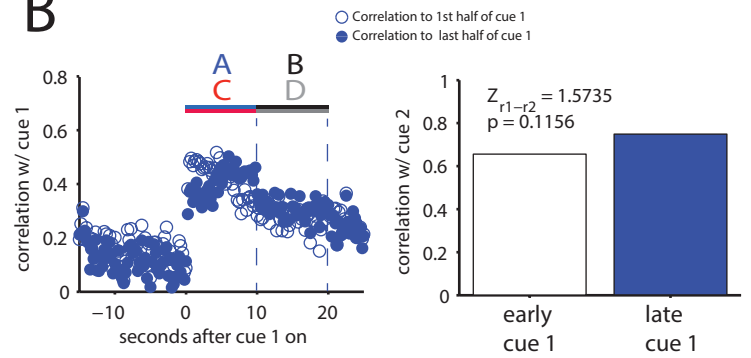 B
Correlation to 1st half of cue 1
Correlation to last half of cue 1
A B
C D
0.8
0.6
0.4
0.2
0
correlation w/ cue 1
−10 0 10 20
seconds after cue 1 on
1
0.8
0.6
0.4
0.2
0
correlation w/ cue 2
Z r1−r2 = 1.5735
p = 0.1156
early cue 1
late cue 1